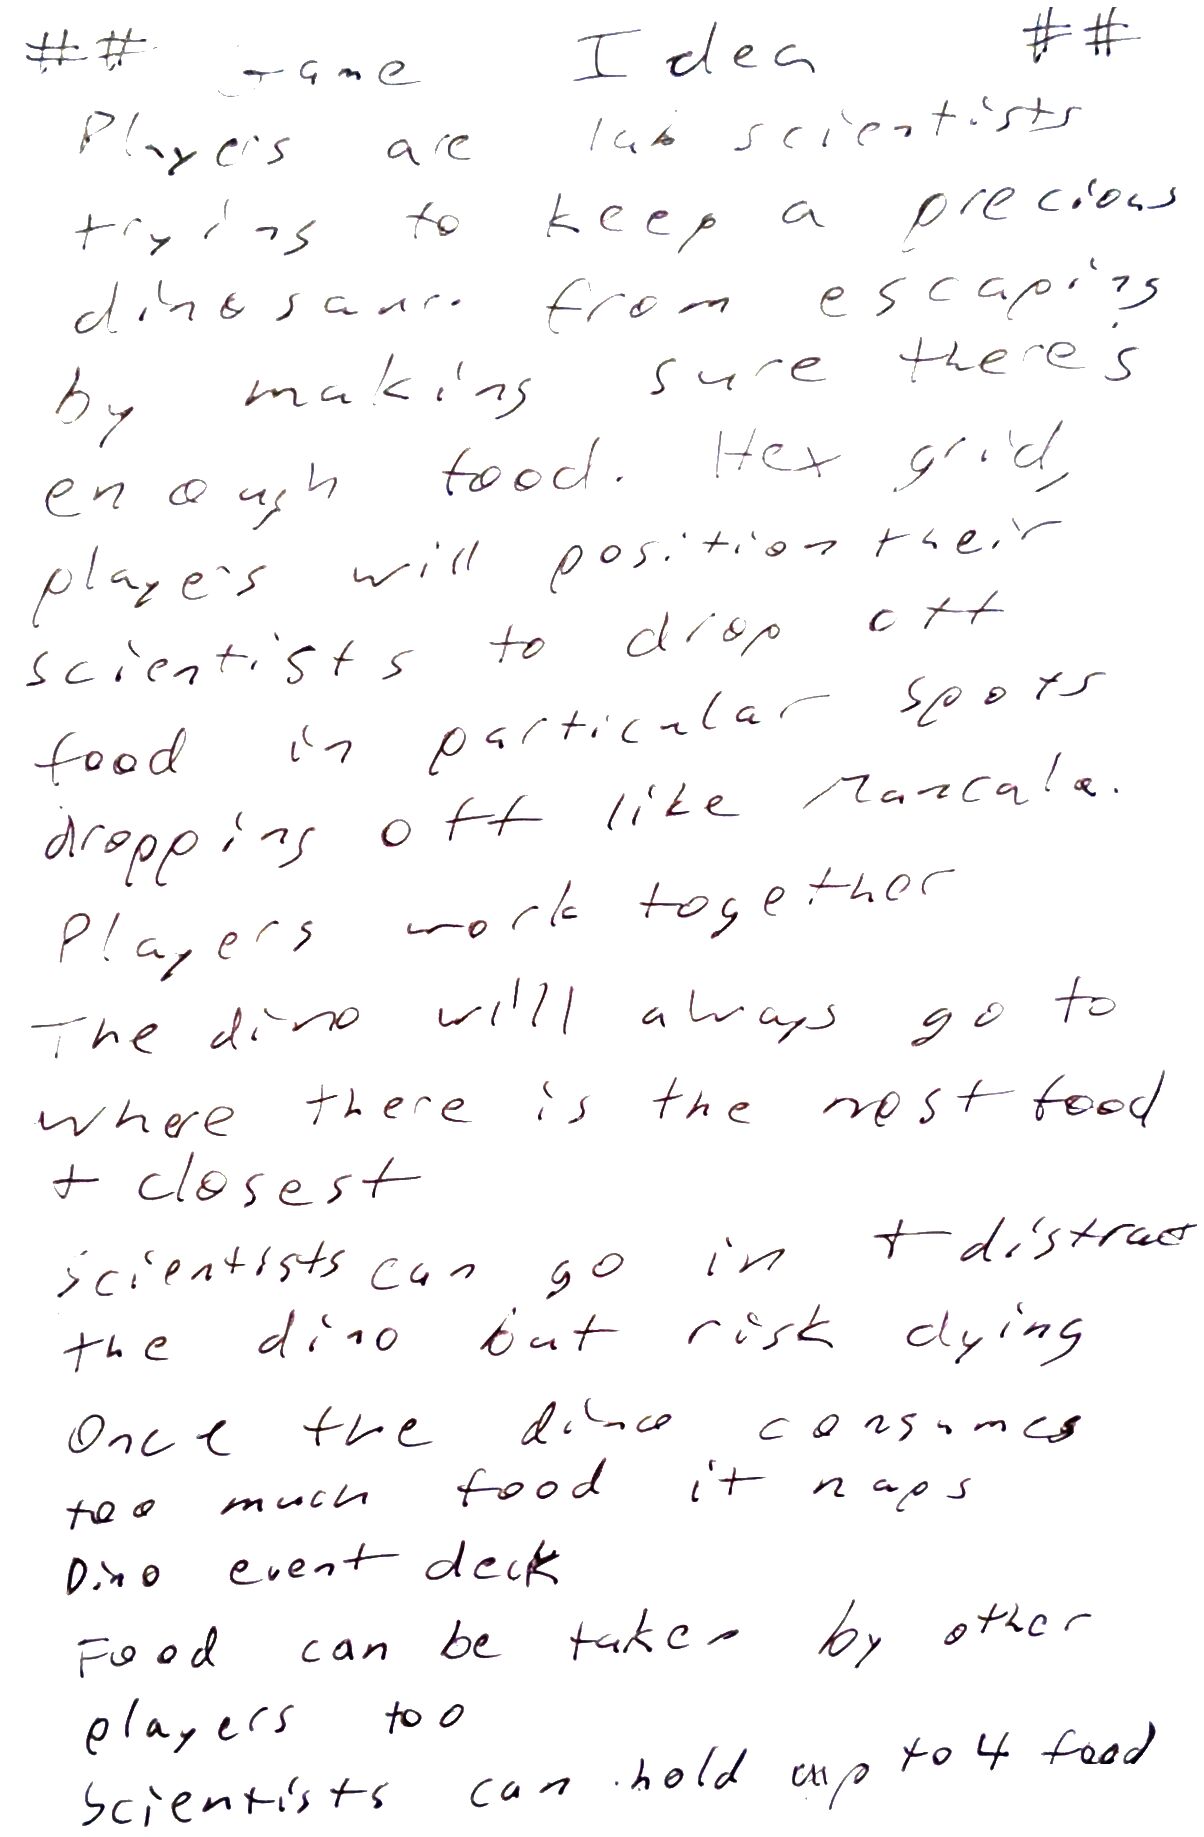 ## Game Idea ##
Players are lab scientists
trying to keep a precious
dinosaur from escaping
by making sure there's
enough food. Hex grid,
players will position their
scientists to drop off
food in particular spots
dropping off like Mancala.
Players work together
The dino will always go to
where there is the most food
+ closest
scientists can go in + distract
the dino but risk dying
Once the dino consumes
too much food it naps
Dino event deck
Food can be taken by other
players too
Scientists can hold up to 4 food